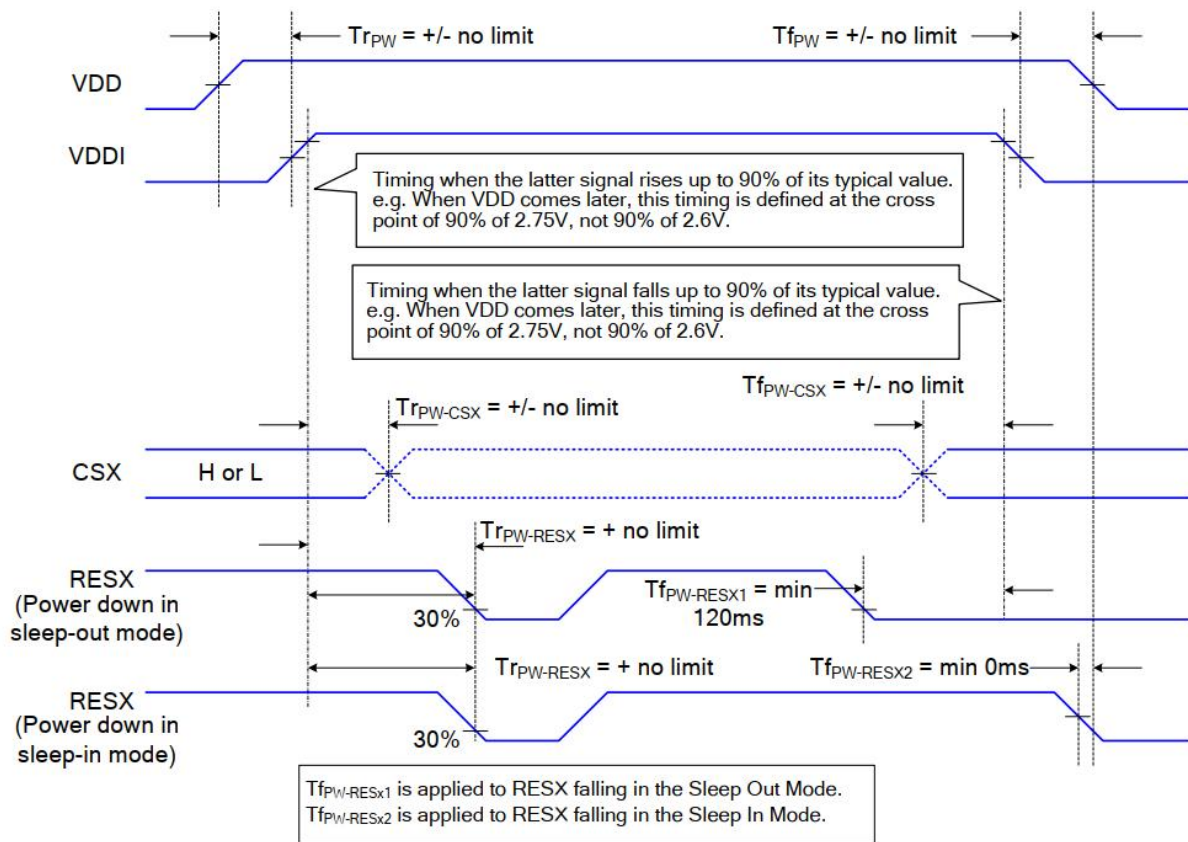 TrPW = +/- no limit
TfPW = +/- no limit
VDD
VDDI
Timing when the latter signal rises up to 90% of its typical value.
e.g. When VDD comes later, this timing is defined at the cross
point of 90% of 2.75V, not 90% of 2.6V.
Timing when the latter signal falls up to 90% of its typical value.
e.g. When VDD comes later, this timing is defined at the cross
point of 90% of 2.75V, not 90% of 2.6V.
TfPW-CSX = +/- no limit
TrPW-CSX = +/- no limit
CSX
H or L
TrPW-RESX = + no limit
RESX
(Power down in
sleep-out mode)
30%
TfPW-RESX1 = min
120ms
TrPW-RESX = + no limit
TfPW-RESX2 = min 0ms
RESX
(Power down in
sleep-in mode)
30%
TfPW-RESx1 is applied to RESX falling in the Sleep Out Mode.
TfPW-RESx2 is applied to RESX falling in the Sleep In Mode.